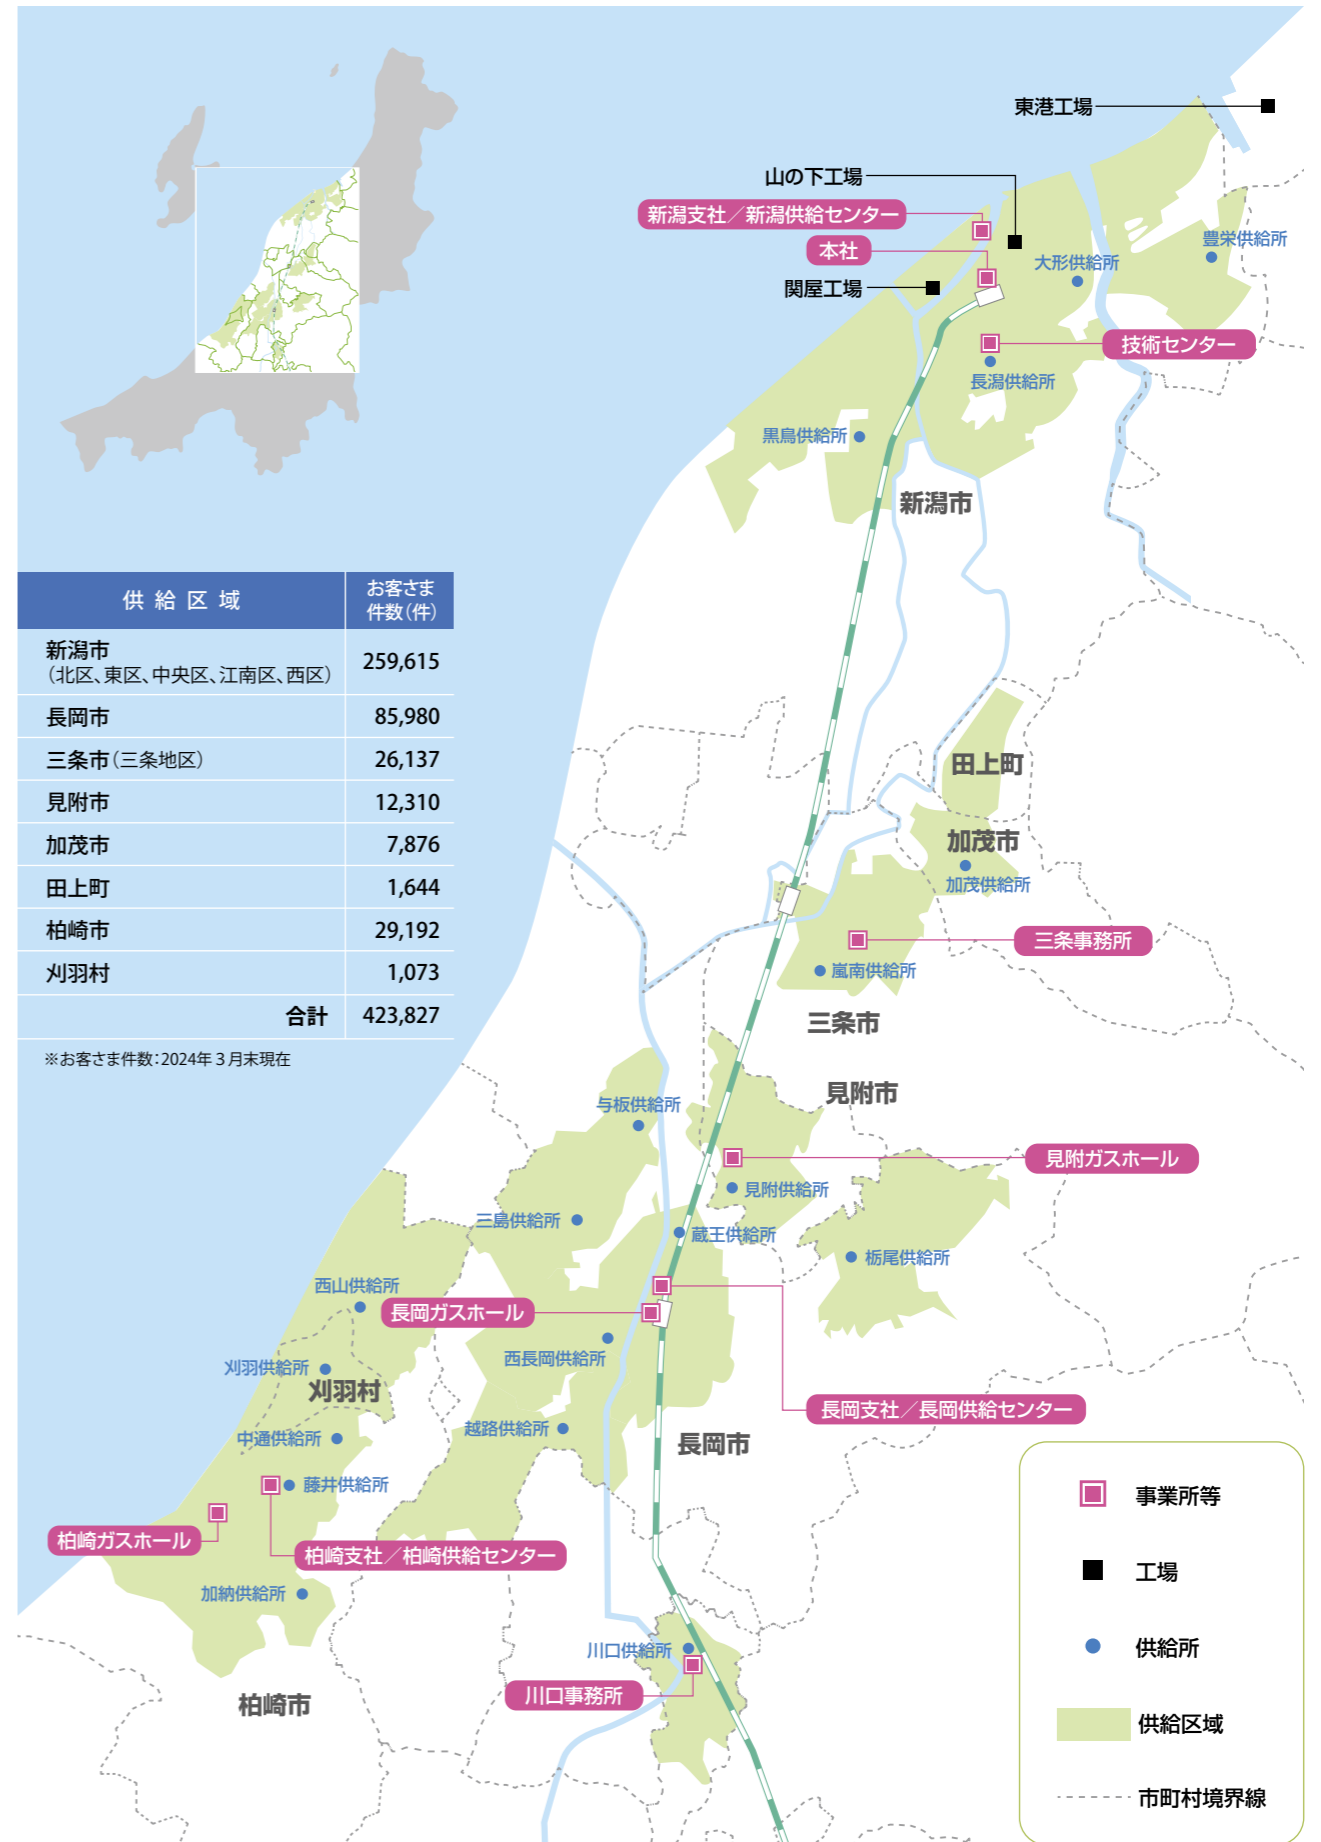 東港工場
山の下工場
新潟支社／新潟供給センター
本社
関屋工場
豊栄供給所
大形供給所
技術センター
長潟供給所
黒鳥供給所
新潟市
供給区域
お客さま
件数（件）
新潟市
（北区、東区、中央区、江南区、西区）
259,615
長岡市 85,980
三条市（三条地区） 26,137
見附市 12,310
加茂市 7,876
田上町 1,644
柏崎市 29,192
刈羽村 1,073
合計 423,827
※お客さま件数：2024年３月末現在
田上町
加茂市
加茂供給所
三条事務所
嵐南供給所
三条市
見附市
与板供給所
見附ガスホール
見附供給所
三島供給所
蔵王供給所
栃尾供給所
西山供給所
長岡ガスホール
西長岡供給所
刈羽供給所
刈羽村
長岡支社／長岡供給センター
越路供給所
中通供給所
長岡市
藤井供給所
柏崎ガスホール
柏崎支社／柏崎供給センター
加納供給所
川口供給所
川口事務所
柏崎市
事業所等
工場
供給所
供給区域
市町村境界線